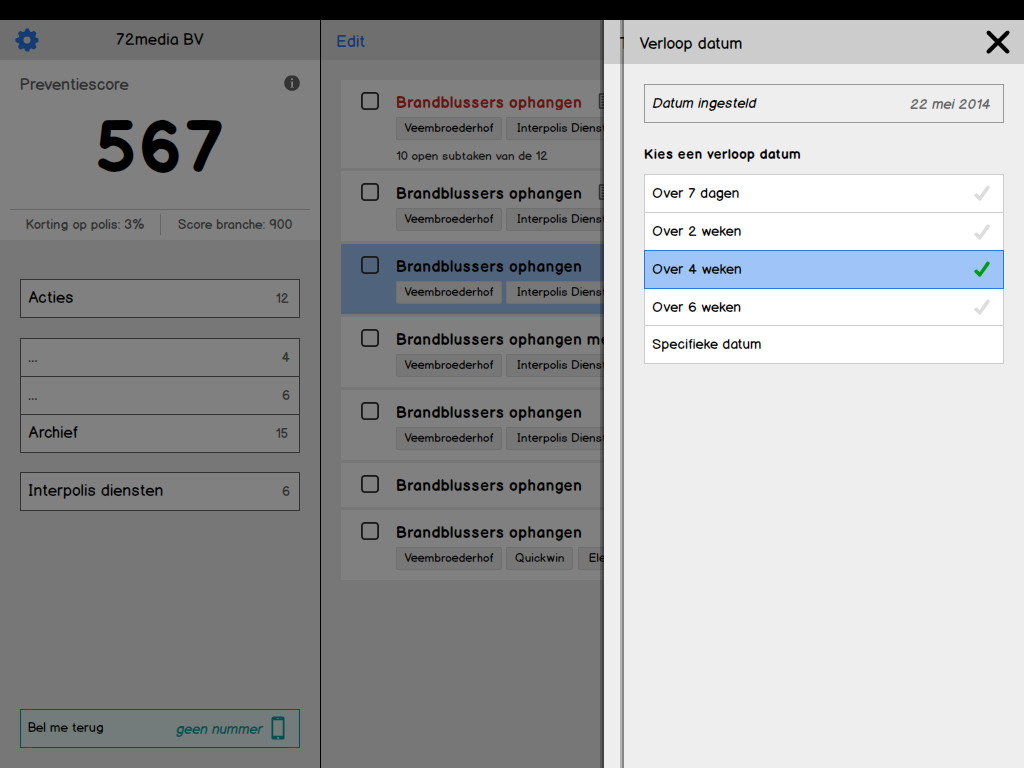 72media BV
Preventiescore
567
Korting op polis: 3%
Score branche: 900
Acties 12
... 4
... 6
Archief 15
Interpolis diensten 6
Bel me terug geen nummer
Edit
Brandblussers ophangen
Veembroederhof Interpolis Dienst
10 open subtaken van de 12
Brandblussers ophangen
Veembroederhof Interpolis Dienst
Brandblussers ophangen
Veembroederhof Interpolis Dienst
Brandblussers ophangen me
Veembroederhof Interpolis Dienst
Brandblussers ophangen
Veembroederhof Interpolis Dienst
Brandblussers ophangen
Brandblussers ophangen
Veembroederhof Quickwin Ele
Verloop datum
Datum ingesteld 22 mei 2014
Kies een verloop datum
Over 7 dagen
Over 2 weken
Over 4 weken
Over 6 weken
Specifieke datum